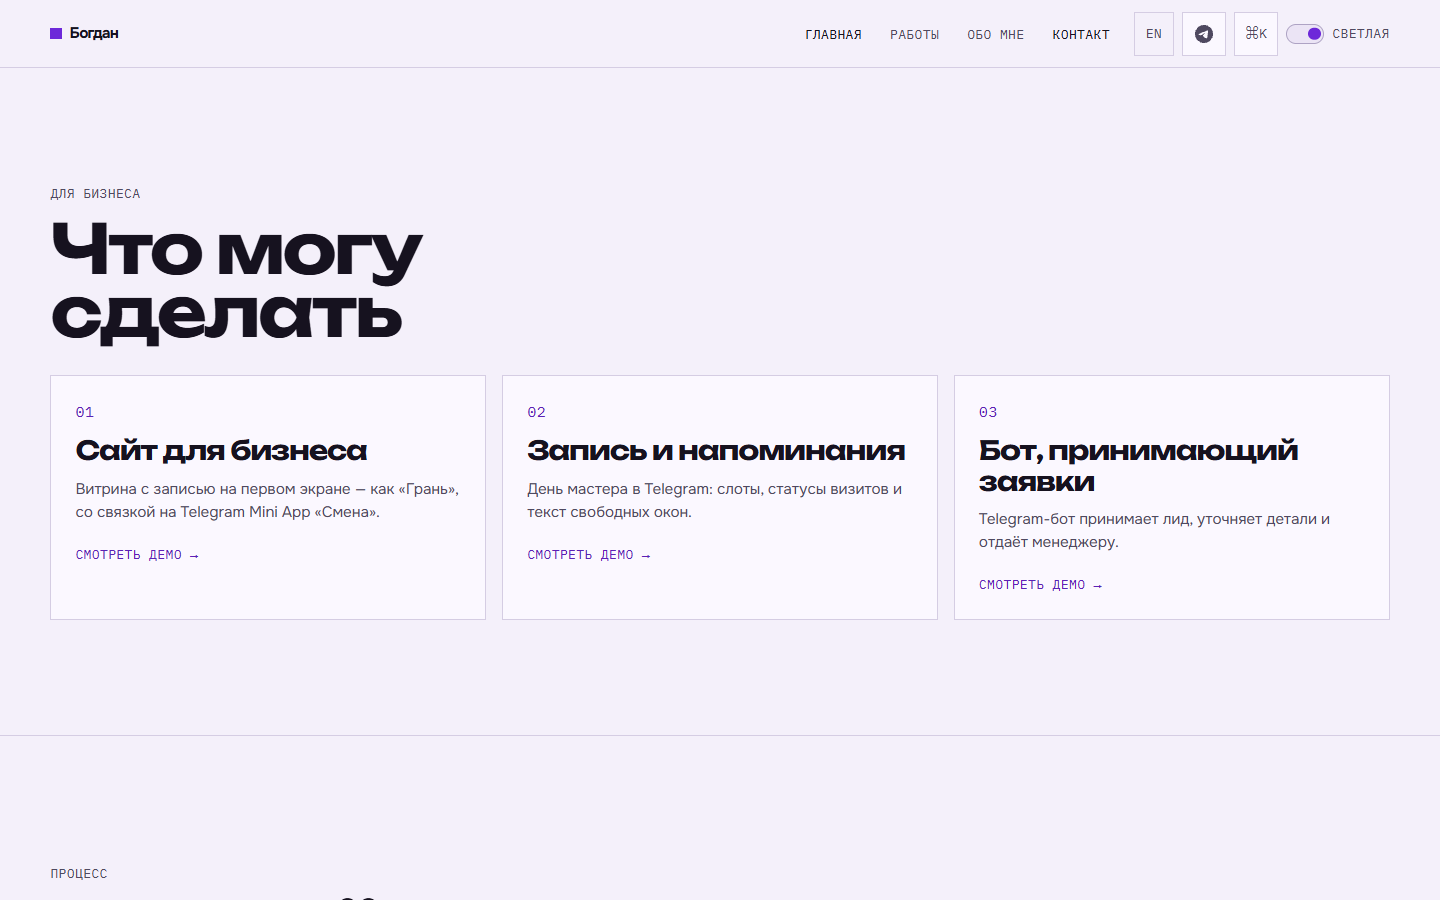 Богдан
ГЛАВНАЯ
РАБОТЫ
ОБО МНЕ
КОНТАКТ
EN
⌘K
СВЕТЛАЯ
ДЛЯ БИЗНЕСА
Что могу
сделать
01
Сайт для бизнеса
Витрина с записью на первом экране — как «Грань»,
со связкой на Telegram Mini App «Смена».
СМОТРЕТЬ ДЕМО →
02
Запись и напоминания
День мастера в Telegram: слоты, статусы визитов и
текст свободных окон.
СМОТРЕТЬ ДЕМО →
03
Бот, принимающий
заявки
Telegram-бот принимает лид, уточняет детали и
отдаёт менеджеру.
СМОТРЕТЬ ДЕМО →
ПРОЦЕСС